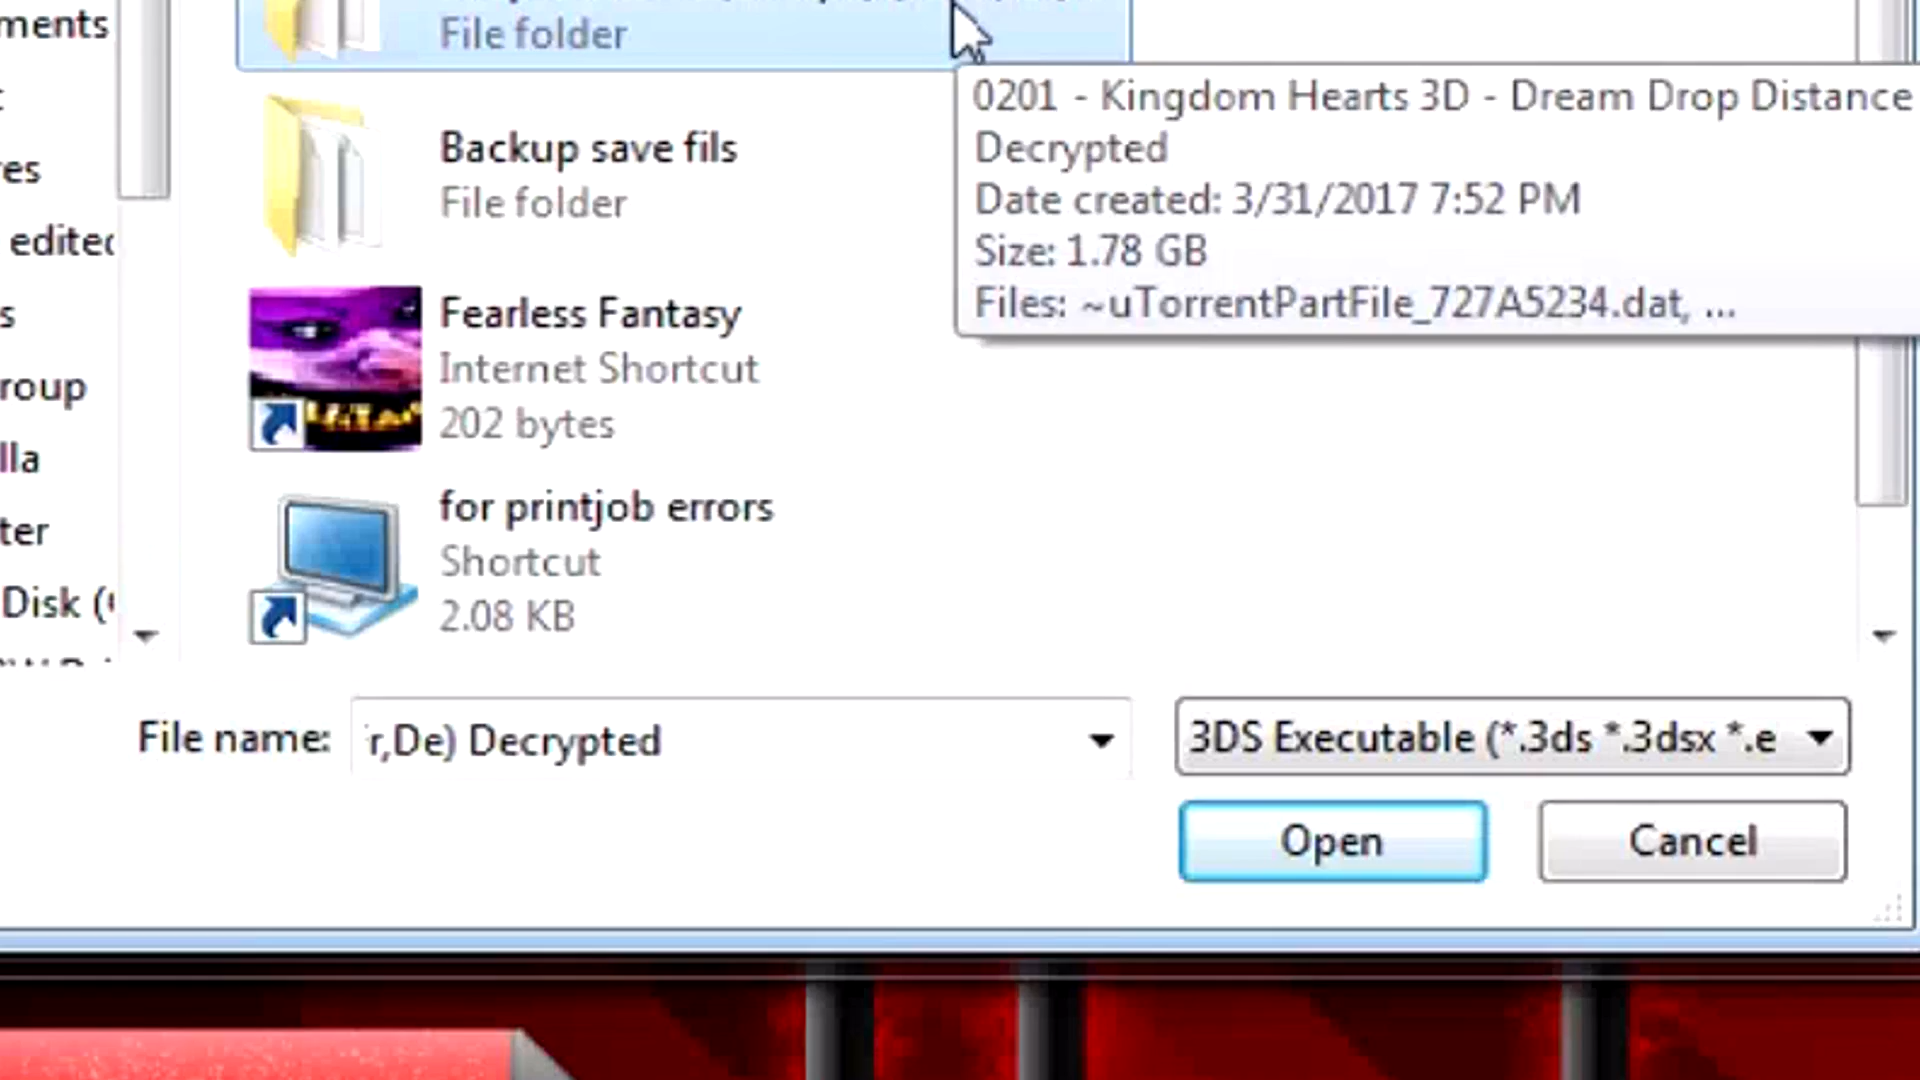 ments
File folder
0201 - Kingdom Hearts 3D - Dream Drop Distance
Decrypted
Date created: 3/31/2017 7:52 PM
Size: 1.78 GB
Files: ~uTorrentPartFile_727A5234.dat, ...
Backup save fils
File folder
res
edited
s
Fearless Fantasy
Internet Shortcut
202 bytes
roup
lla
for printjob errors
Shortcut
2.08 KB
ter
Disk (
File name:
r,De) Decrypted
3DS Executable (*.3ds *.3dsx *.e
Open
Cancel